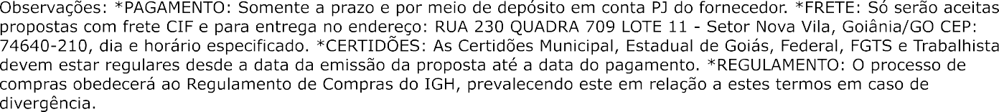 Observações: *PAGAMENTO: Somente a prazo e por meio de depósito em conta PJ do fornecedor. *FRETE: Só serão aceitas
propostas com frete CIF e para entrega no endereço: RUA 230 QUADRA 709 LOTE 11 - Setor Nova Vila, Goiânia/GO CEP:
74640-210, dia e horário especificado. *CERTIDÕES: As Certidões Municipal, Estadual de Goiás, Federal, FGTS e Trabalhista
devem estar regulares desde a data da emissão da proposta até a data do pagamento. *REGULAMENTO: O processo de
compras obedecerá ao Regulamento de Compras do IGH, prevalecendo este em relação a estes termos em caso de
divergência.